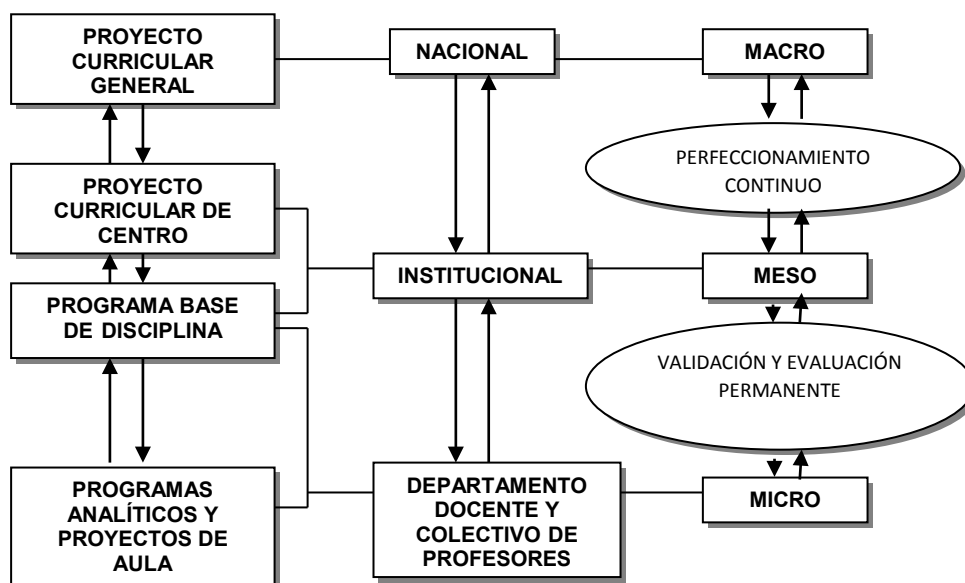 PROYECTO
CURRICULAR
GENERAL
NACIONAL
MACRO
PERFECCIONAMIENTO
CONTINUO
PROYECTO
CURRICULAR DE
CENTRO
INSTITUCIONAL
MESO
PROGRAMA BASE
DE DISCIPLINA
VALIDACIÓN Y EVALUACIÓN
PERMANENTE
PROGRAMAS
ANALÍTICOS Y
PROYECTOS DE
AULA
DEPARTAMENTO
DOCENTE Y
COLECTIVO DE
PROFESORES
MICRO